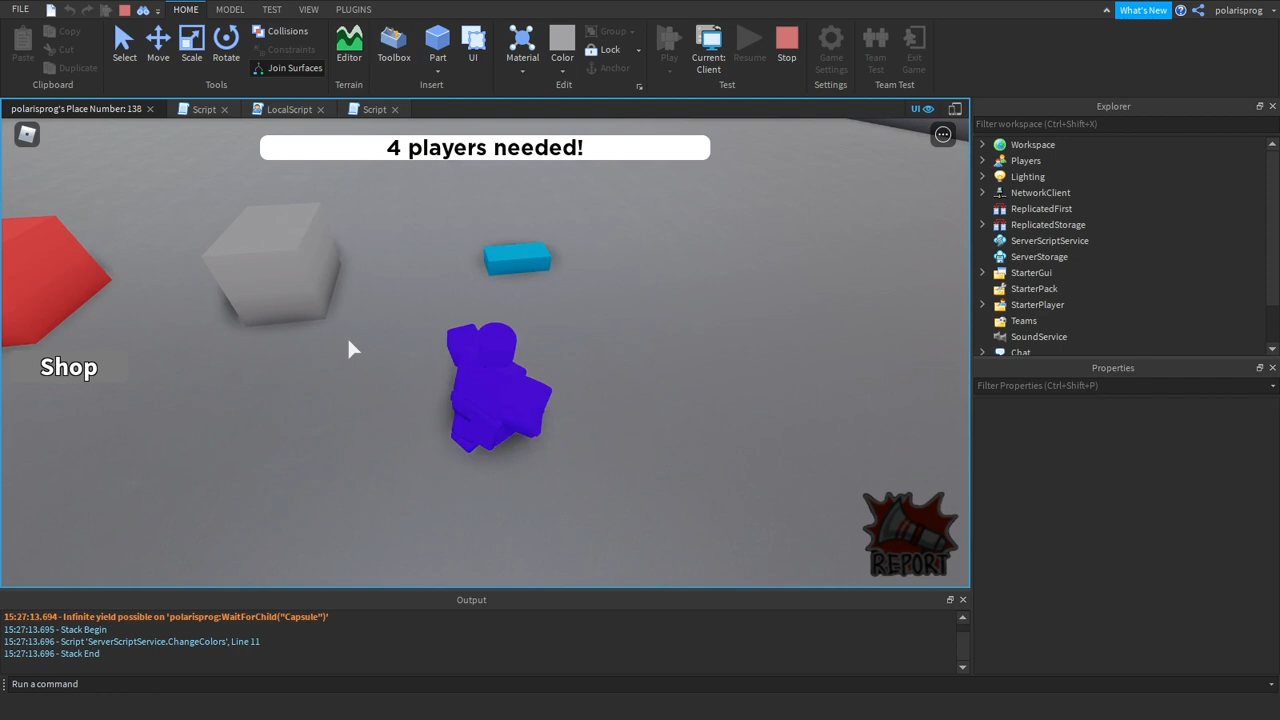 FILE
HOME
MODEL
TEST
VIEW
PLUGINS
What's New
polarisprog
Paste
Copy
Cut
Duplicate
Clipboard
Select
Move
Scale
Rotate
Collisions
Constraints
Join Surfaces
Tools
Editor
Terrain
Toolbox
Part
UI
Insert
Material
Color
Group
Lock
Anchor
Edit
Play
Current:
Client
Resume
Stop
Test
Game
Settings
Settings
Team
Test
Exit
Game
Team Test
polarisprog's Place Number: 138
Script
LocalScript
Script
UI
4 players needed!
Shop
REPORT
Explorer
Filter workspace (Ctrl+Shift+X)
Workspace
Players
Lighting
NetworkClient
ReplicatedFirst
ReplicatedStorage
ServerScriptService
ServerStorage
StarterGui
StarterPack
StarterPlayer
Teams
SoundService
Chat
Properties
Filter Properties (Ctrl+Shift+P)
Output
15:27:13.694 - Infinite yield possible on 'polarisprog:WaitForChild("Capsule")'
15:27:13.695 - Stack Begin
15:27:13.696 - Script 'ServerScriptService.ChangeColors', Line 11
15:27:13.696 - Stack End
Run a command